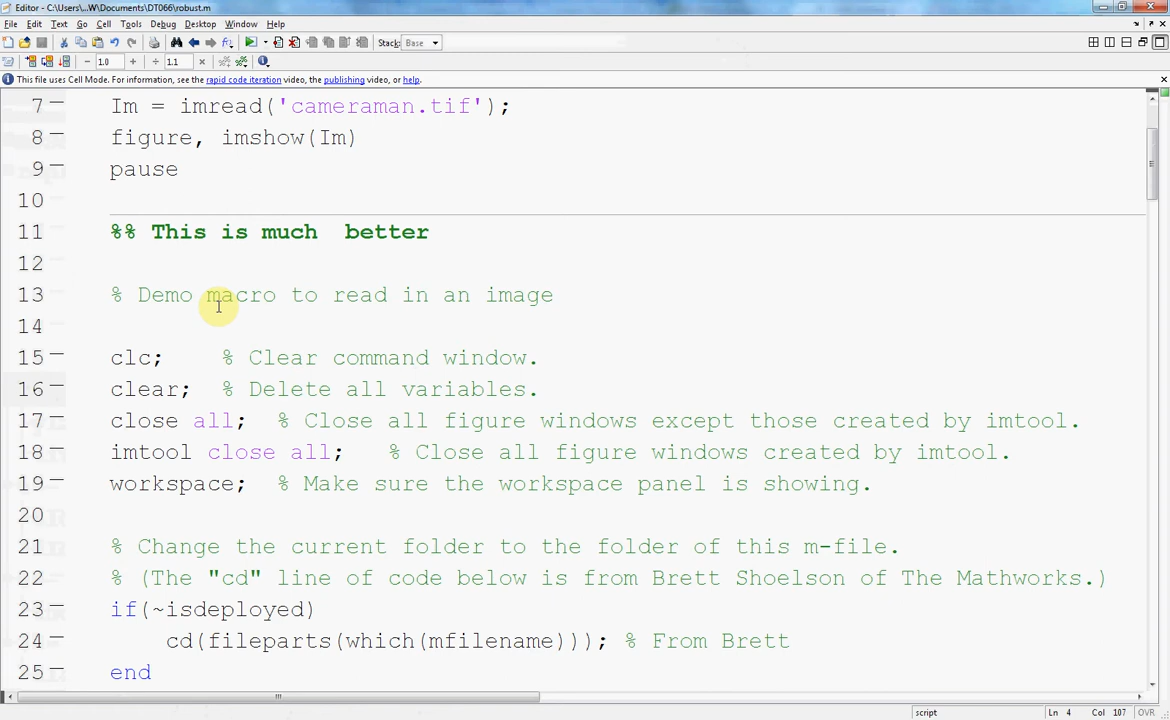 Editor - C:\Users\...W\Documents\DT066\robust.m
File Edit Text Go Cell Tools Debug Desktop Window Help
Stack: Base
1.0 1.1
This file uses Cell Mode. For information, see the rapid code iteration video, the publishing video, or help.
7 Im = imread('cameraman.tif');
8 figure, imshow(Im)
9 pause
10
11 %% This is much  better
12
13 % Demo macro to read in an image
14
15 clc;    % Clear command window.
16 clear;  % Delete all variables.
17 close all;  % Close all figure windows except those created by imtool.
18 imtool close all;   % Close all figure windows created by imtool.
19 workspace;  % Make sure the workspace panel is showing.
20
21 % Change the current folder to the folder of this m-file.
22 % (The "cd" line of code below is from Brett Shoelson of The Mathworks.)
23 if(~isdeployed)
24     cd(fileparts(which(mfilename))); % From Brett
25 end
script Ln 4 Col 107 OVR